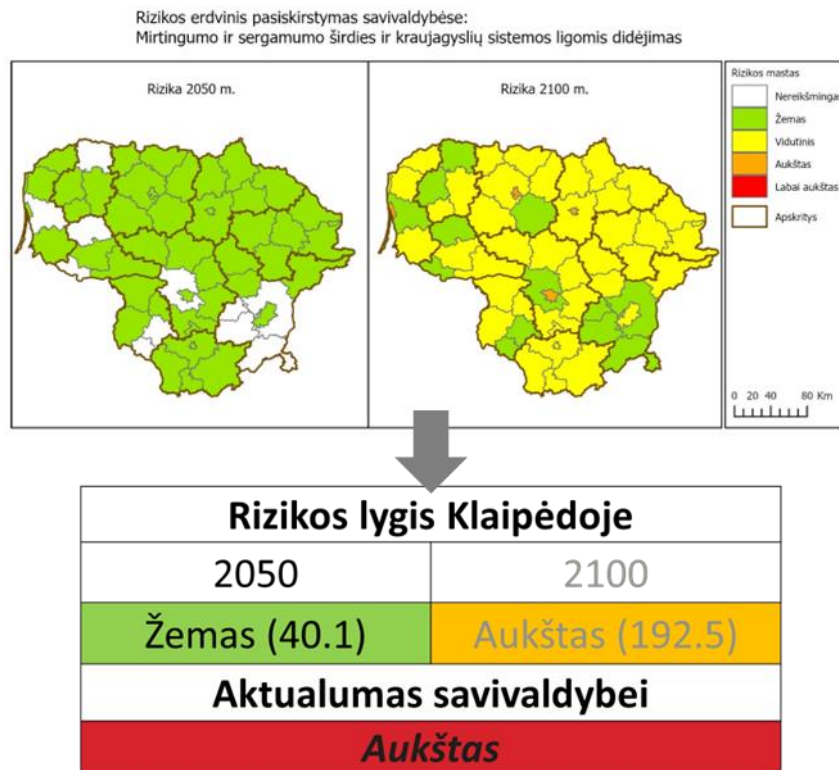 Rizikos erdvinis pasiskirstymas savivaldybėse:
Mirtingumo ir sergamumo širdies ir kraujagyslių sistemos ligomis didėjimas
Rizika 2050 m.
Rizika 2100 m.
Rizikos mastas
Nereikšmingas
Žemas
Vidutinis
Aukštas
Labai aukštas
Apskritys
0 20 40 80 Km
Rizikos lygis Klaipėdoje
2050 2100
Žemas (40.1) Aukštas (192.5)
Aktualumas savivaldybei
Aukštas